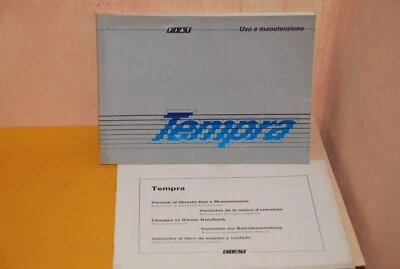 FIAT
Uso e manutenzione
Tempra
Tempra
Varianti al libretto Uso e Manutenzione
Variantes de la notice d'entretien
Changes to Owner Handbook
Varianten zur Betriebsanleitung
Variantes al libro de empleo y cuidado
FIAT